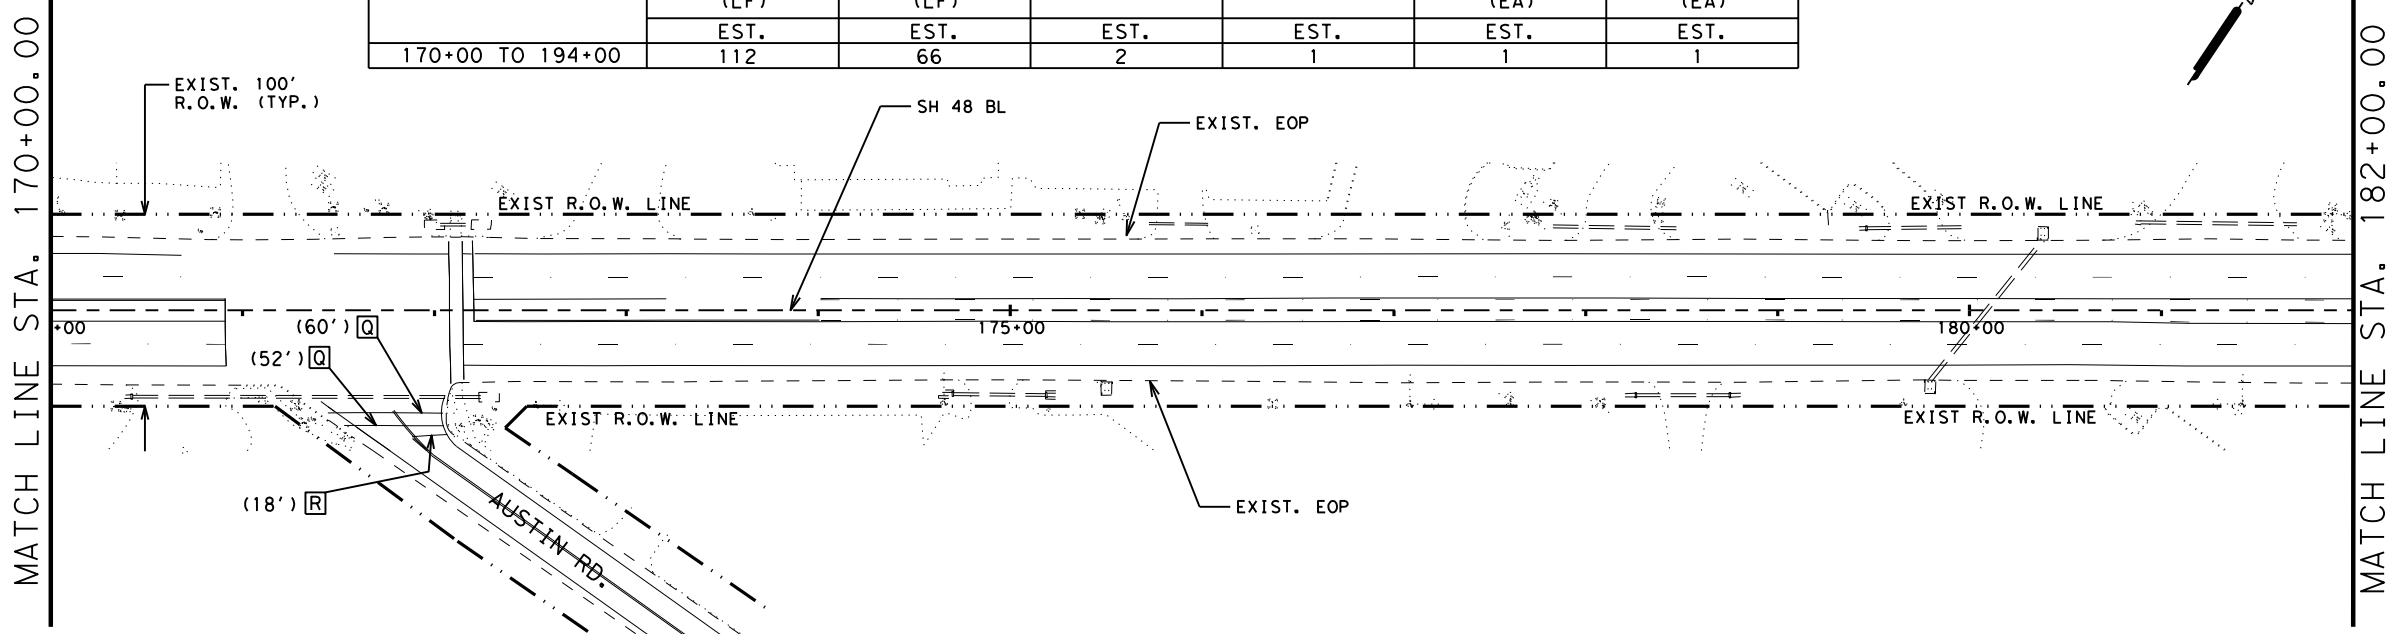 (LF) (LF) (EA) (EA)
EST. EST. EST. EST. EST. EST.
170+00 TO 194+00 112 66 2 1 1 1
MATCH LINE STA. 170+00.00
EXIST. 100'
R.O.W. (TYP.)
SH 48 BL
EXIST. EOP
EXIST R.O.W. LINE
EXIST R.O.W. LINE
+00
(60') Q
175+00
180+00
(52') Q
EXIST R.O.W. LINE
EXIST R.O.W. LINE
(18') R
AUSTIN RD.
EXIST. EOP
MATCH LINE STA. 182+00.00